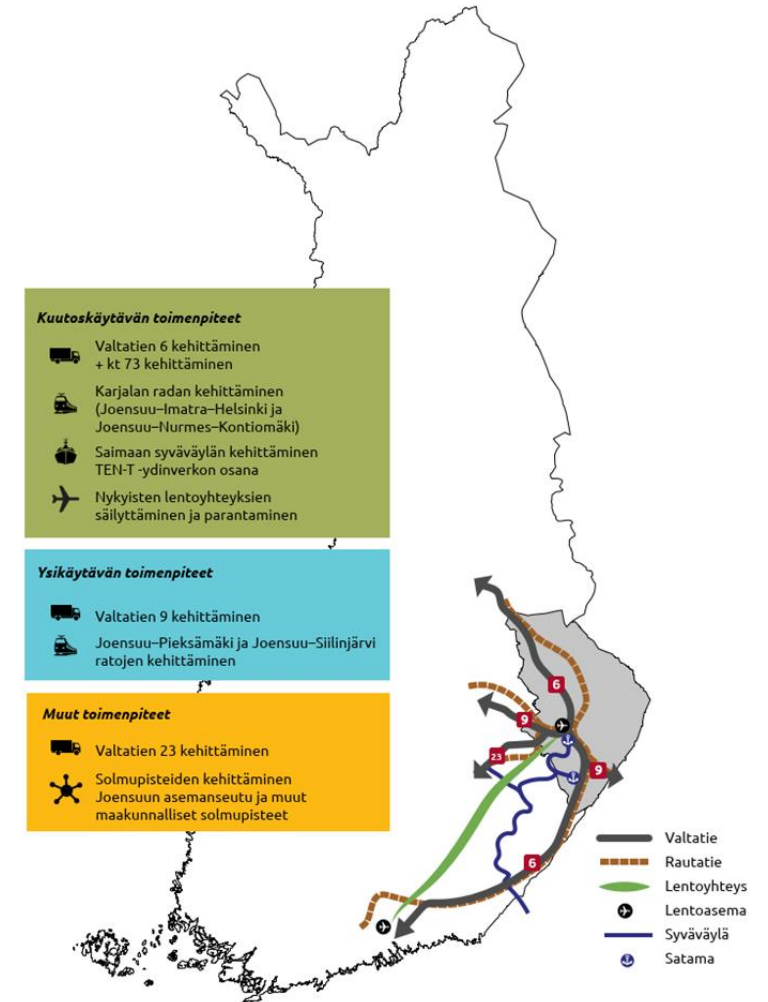 Kuutoskäytävän toimenpiteet
Valtatien 6 kehittäminen
+ kt 73 kehittäminen
Karjalan radan kehittäminen
(Joensuu–Imatra–Helsinki ja
Joensuu–Nurmes–Kontiomäki)
Saimaan syväväylän kehittäminen
TEN-T -ydinverkon osana
Nykyisten lentoyhteyksien
säilyttäminen ja parantaminen
Ysikäytävän toimenpiteet
Valtatien 9 kehittäminen
Joensuu–Pieksämäki ja Joensuu–Siilinjärvi
ratojen kehittäminen
Muut toimenpiteet
Valtatien 23 kehittäminen
Solmupisteiden kehittäminen
Joensuun asemanseutu ja muut
maakunnalliset solmupisteet
6
9
23
9
6
Valtatie
Rautatie
Lentoyhteys
Lentoasema
Syväväylä
Satama